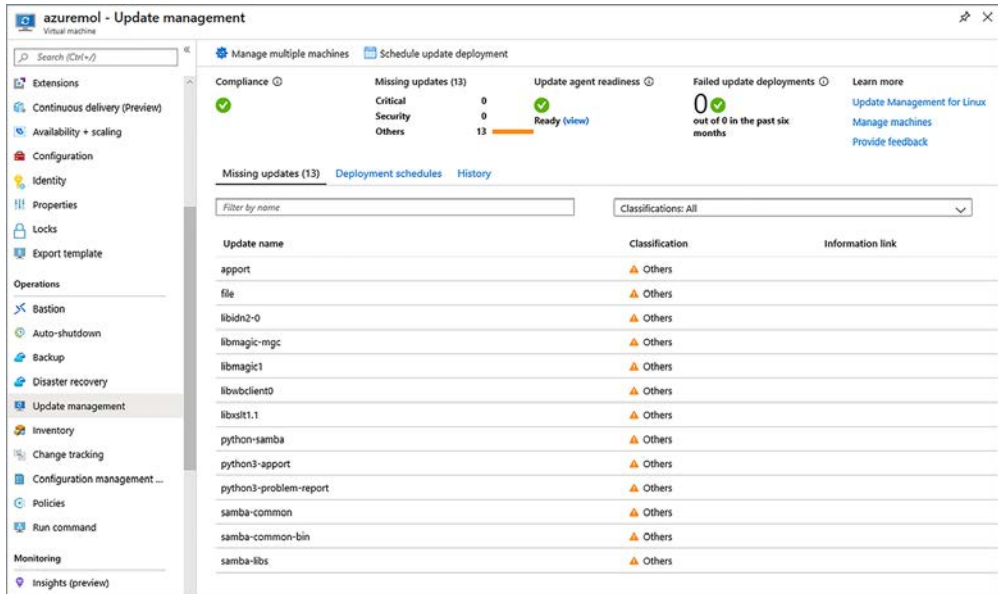 azuremol - Update management
Virtual machine
Search (Ctrl+/)
«
Extensions
Continuous delivery (Preview)
Availability + scaling
Configuration
Identity
Properties
Locks
Export template
Operations
Bastion
Auto-shutdown
Backup
Disaster recovery
Update management
Inventory
Change tracking
Configuration management ...
Policies
Run command
Monitoring
Insights (preview)
Manage multiple machines
Schedule update deployment
Compliance
Missing updates (13)
Critical 0
Security 0
Others 13
Update agent readiness
Ready (view)
Failed update deployments
0
out of 0 in the past six
months
Learn more
Update Management for Linux
Manage machines
Provide feedback
Missing updates (13) Deployment schedules History
Filter by name
Classifications: All
Update name Classification Information link
apport Others
file Others
libidn2-0 Others
libmagic-mgc Others
libmagic1 Others
libwbclient0 Others
libxslt1.1 Others
python-samba Others
python3-apport Others
python3-problem-report Others
samba-common Others
samba-common-bin Others
samba-libs Others